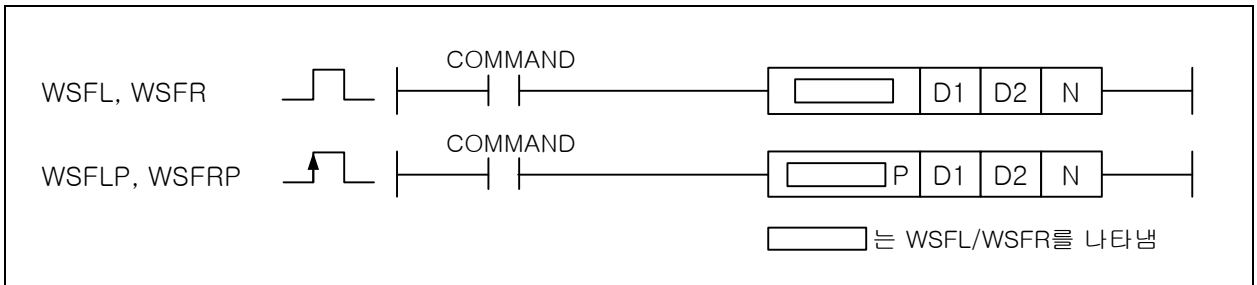 COMMAND
WSFL, WSFR D1 D2 N
COMMAND
WSFLP, WSFRP P D1 D2 N
는 WSFL/WSFR를 나타냄